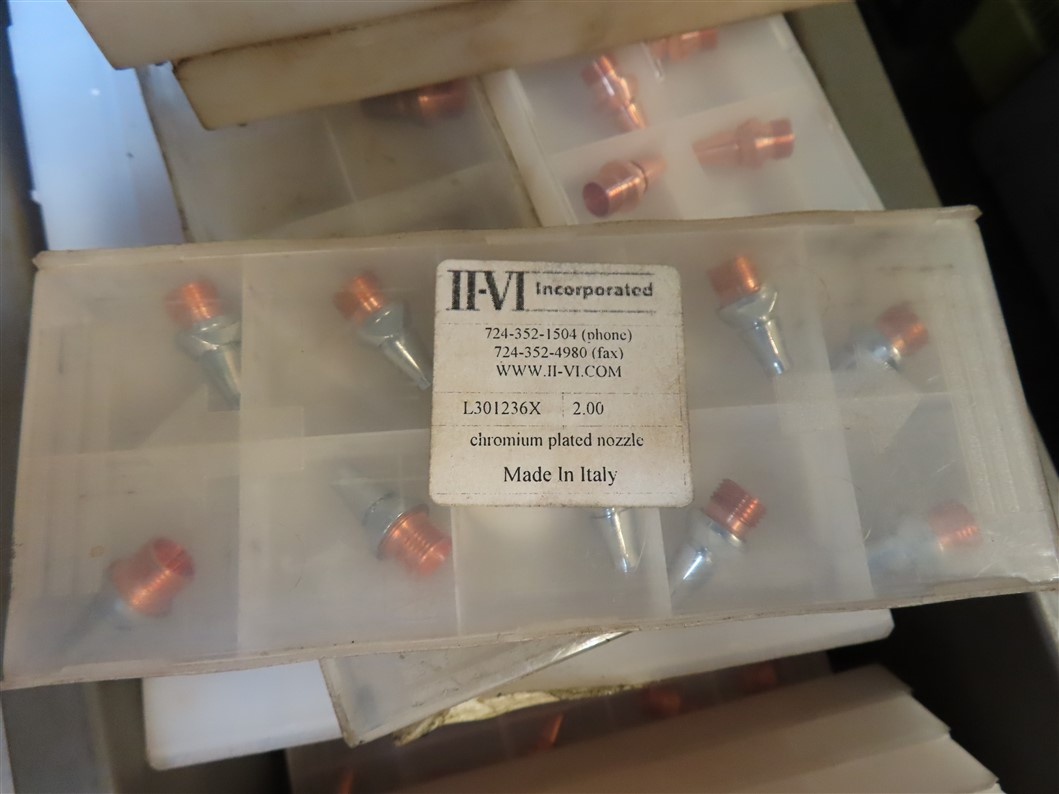 II-VI Incorporated
724-352-1504 (phone)
724-352-4980 (fax)
WWW.II-VI.COM
L301236X 2.00
chromium plated nozzle
Made In Italy